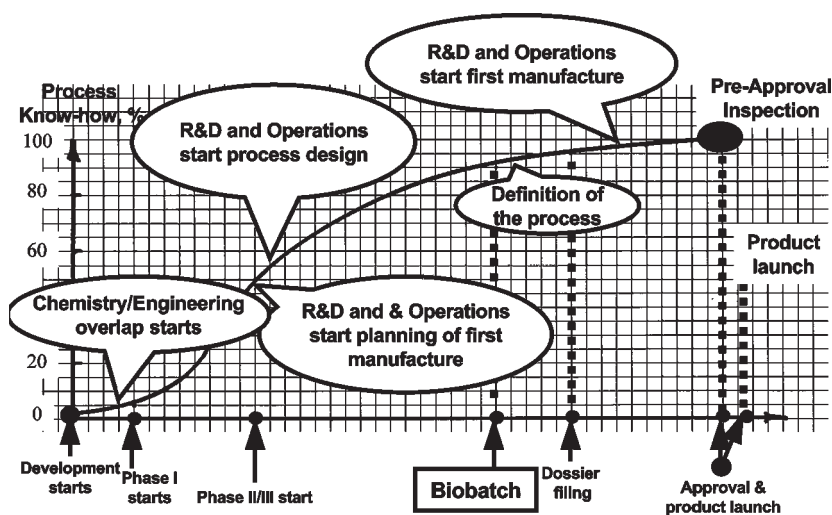 R&D and Operations
start first manufacture
Process
Know-how, %
Pre-Approval
Inspection
100
R&D and Operations
start process design
80
Definition of
the process
60
Product
launch
Chemistry/Engineering
overlap starts
R&D and & Operations
start planning of first
manufacture
20
0
Development
starts
Phase I
starts
Phase II/III start
Biobatch
Dossier
filing
Approval &
product launch